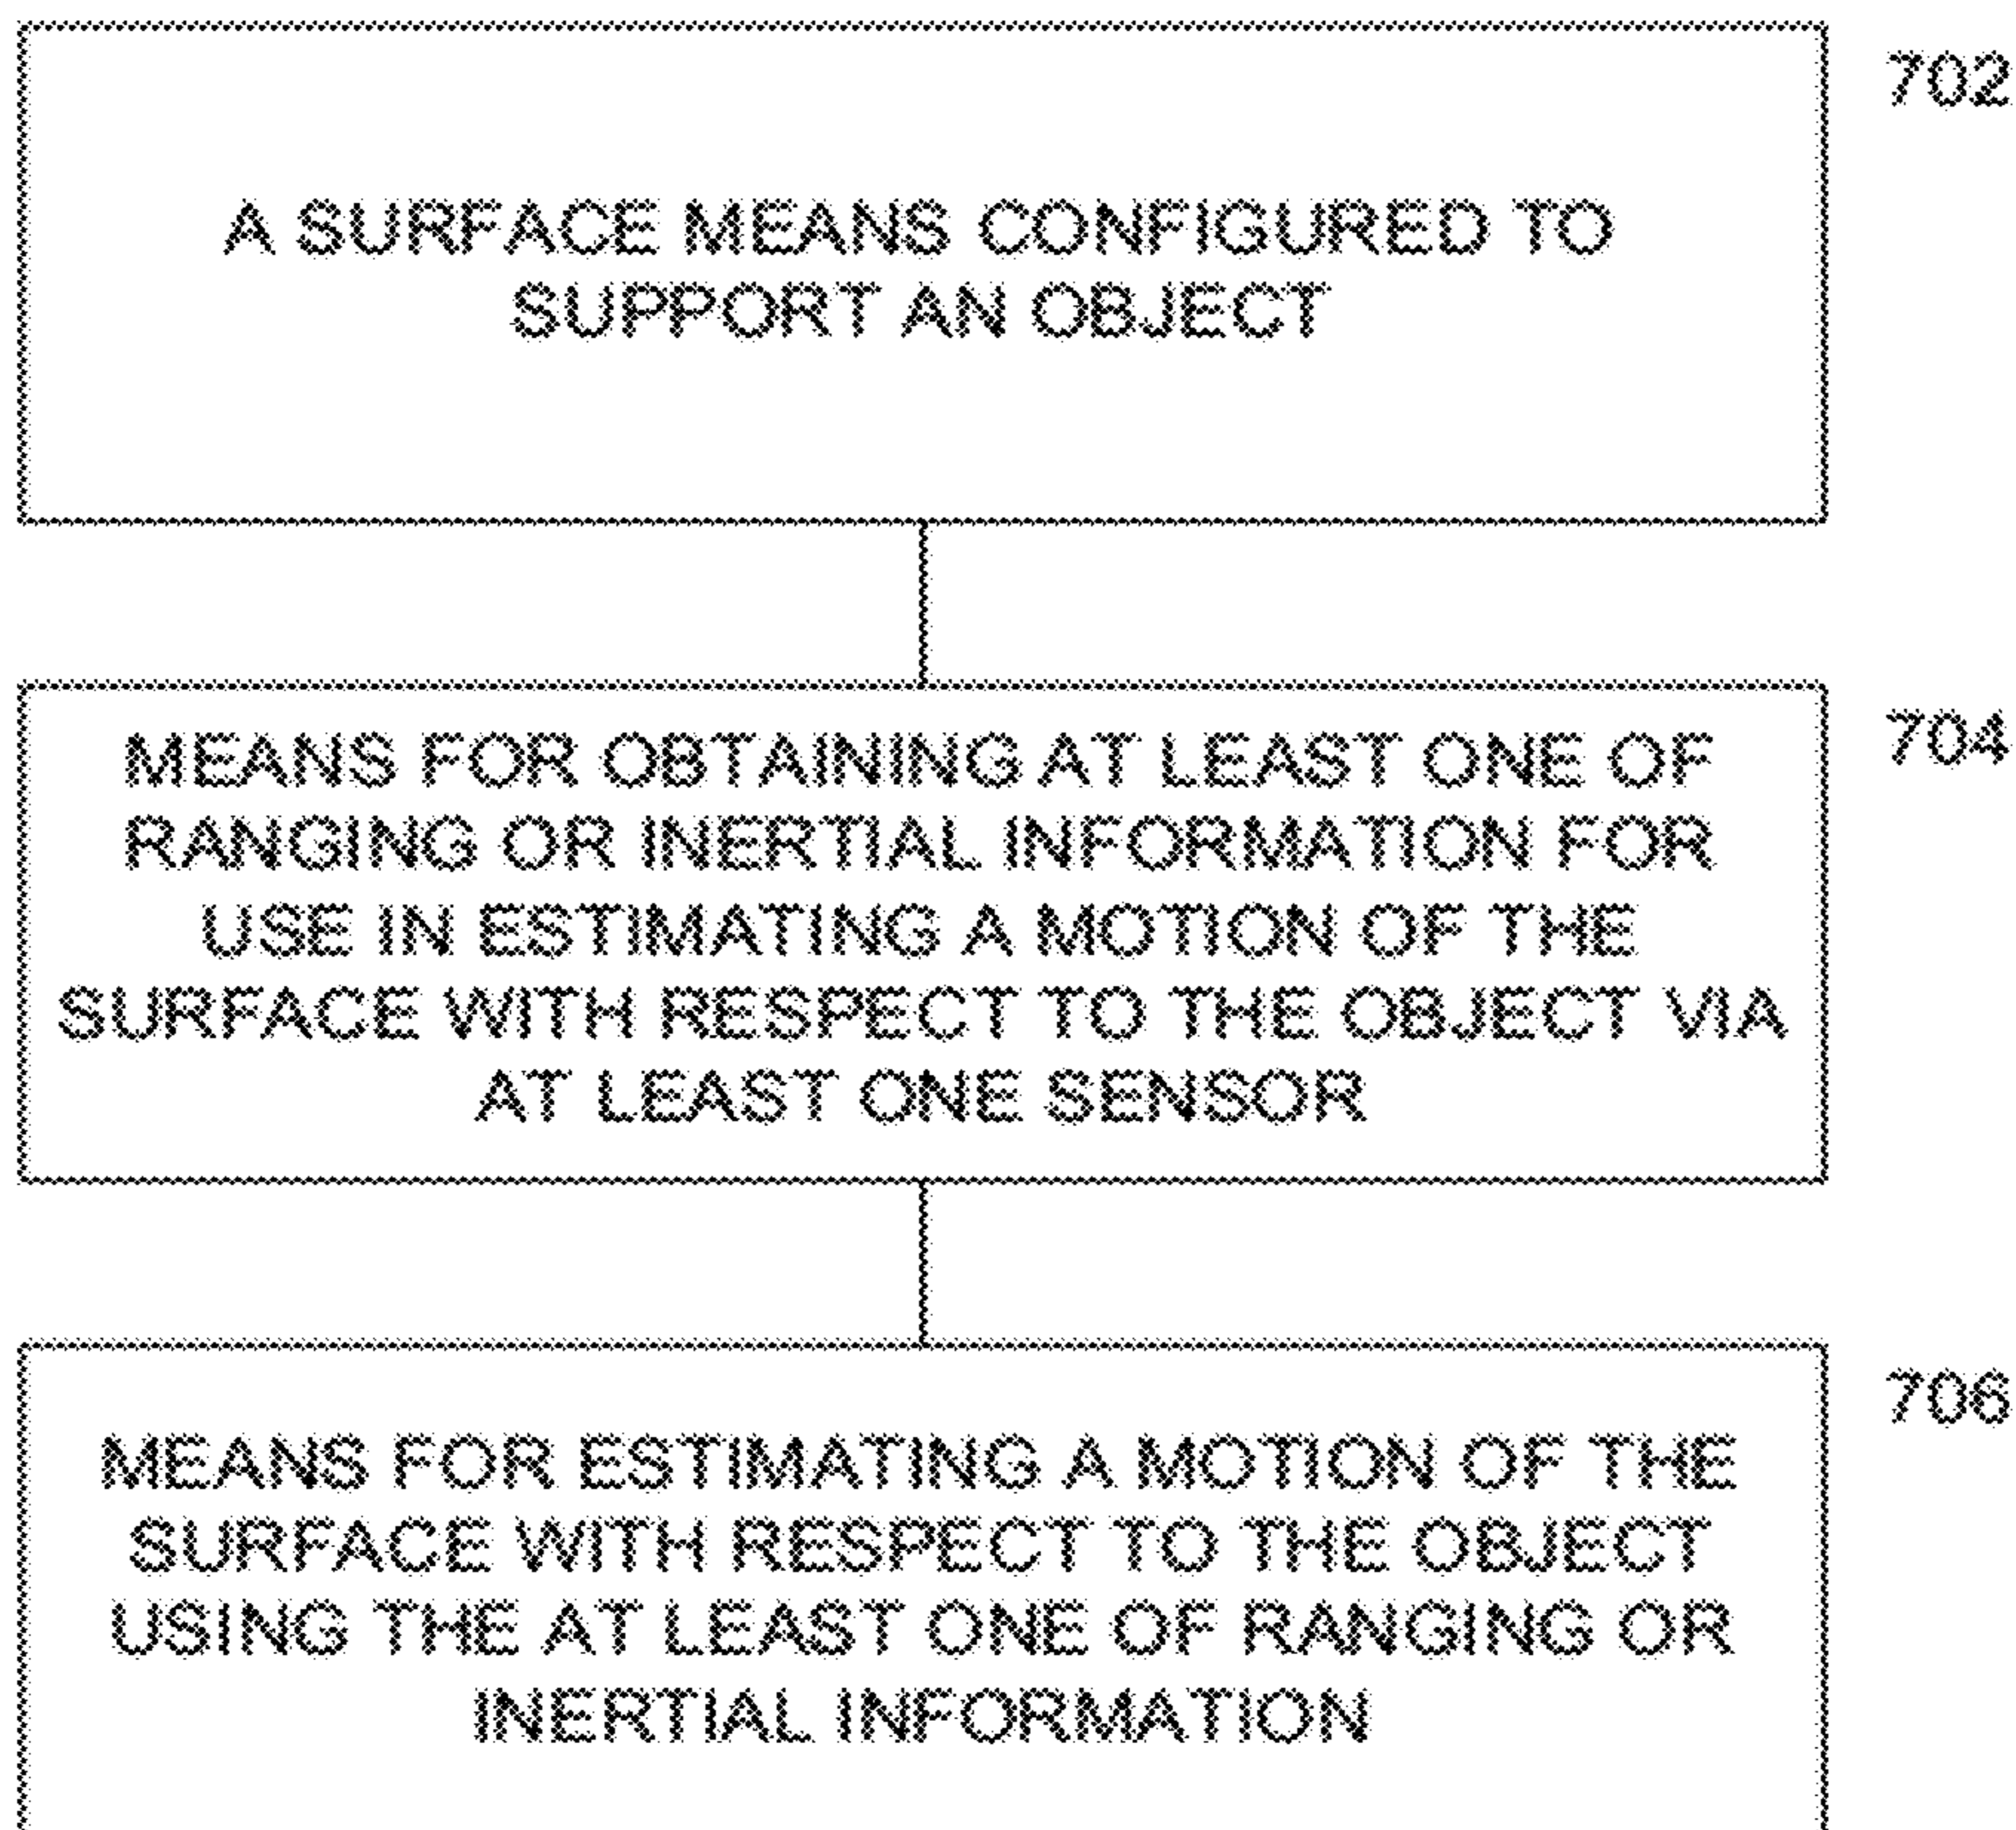 702
A SURFACE MEANS CONFIGURED TO
SUPPORT AN OBJECT
704
MEANS FOR OBTAINING AT LEAST ONE OF
RANGING OR INERTIAL INFORMATION FOR
USE IN ESTIMATING A MOTION OF THE
SURFACE WITH RESPECT TO THE OBJECT VIA
AT LEAST ONE SENSOR
706
MEANS FOR ESTIMATING A MOTION OF THE
SURFACE WITH RESPECT TO THE OBJECT
USING THE AT LEAST ONE OF RANGING OR
INERTIAL INFORMATION